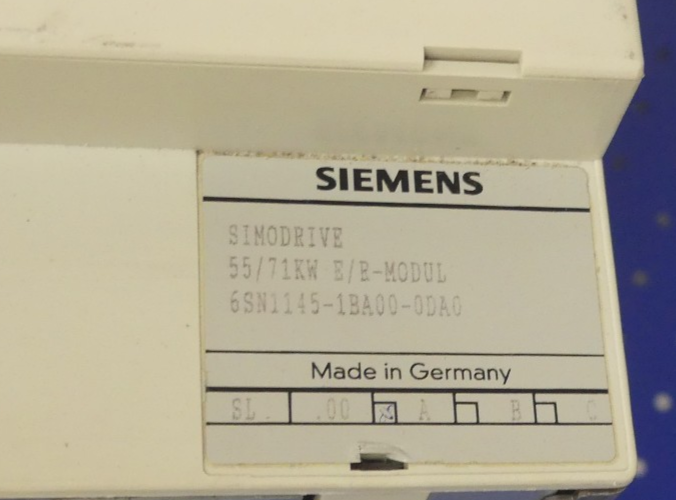 SIEMENS
SIMODRIVE
55/71KW E/R-MODUL
6SN1145-1BA00-0DA0
Made in Germany
SL. .00 A B C